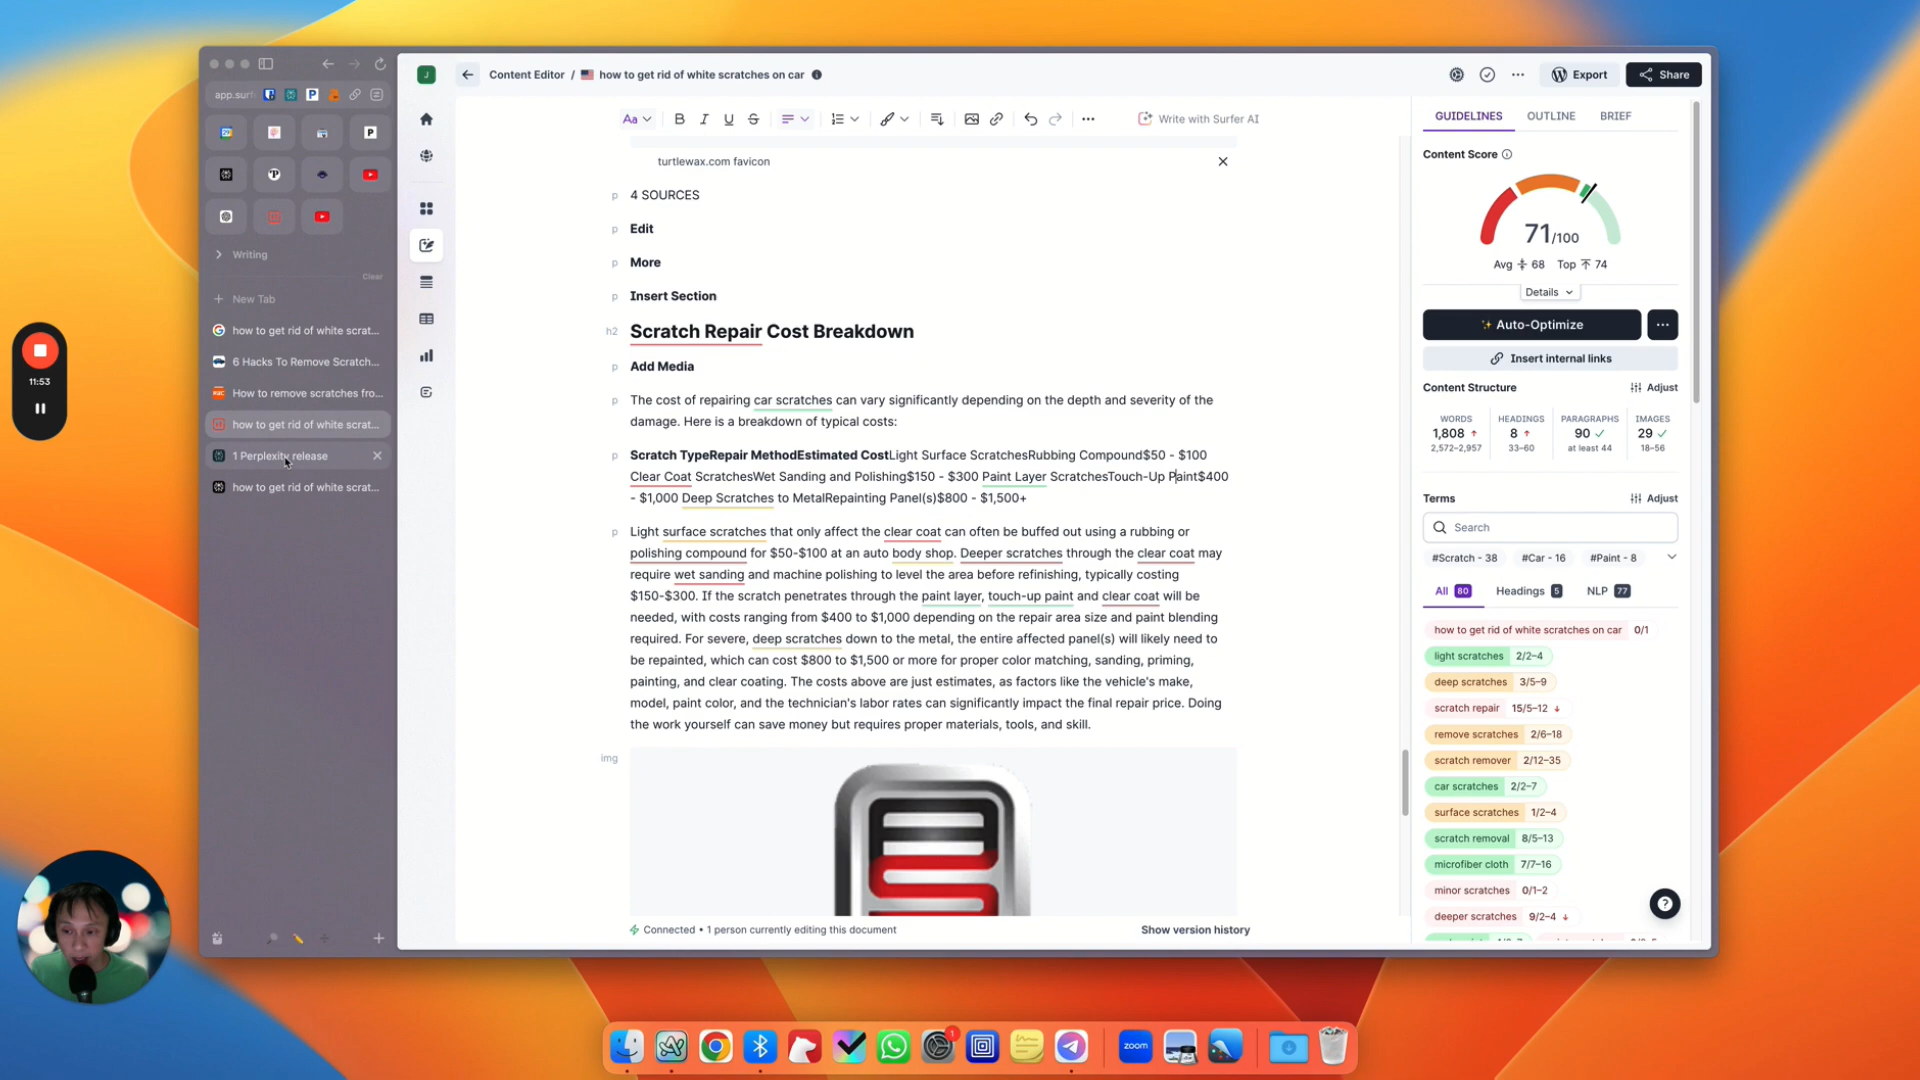 app.surf
Writing
Clear
New Tab
how to get rid of white scrat...
6 Hacks To Remove Scratch...
How to remove scratches fro...
how to get rid of white scrat...
1 Perplexity release
how to get rid of white scrat...
11:53
J
Content Editor / how to get rid of white scratches on car
Export
Share
Aa
B I U S
Write with Surfer AI
turtlewax.com favicon
p 4 SOURCES
p Edit
p More
p Insert Section
h2 Scratch Repair Cost Breakdown
p Add Media
p The cost of repairing car scratches can vary significantly depending on the depth and severity of the
damage. Here is a breakdown of typical costs:
p Scratch TypeRepair MethodEstimated CostLight Surface ScratchesRubbing Compound$50 - $100
Clear Coat ScratchesWet Sanding and Polishing$150 - $300 Paint Layer ScratchesTouch-Up Paint$400
- $1,000 Deep Scratches to MetalRepainting Panel(s)$800 - $1,500+
p Light surface scratches that only affect the clear coat can often be buffed out using a rubbing or
polishing compound for $50-$100 at an auto body shop. Deeper scratches through the clear coat may
require wet sanding and machine polishing to level the area before refinishing, typically costing
$150-$300. If the scratch penetrates through the paint layer, touch-up paint and clear coat will be
needed, with costs ranging from $400 to $1,000 depending on the repair area size and paint blending
required. For severe, deep scratches down to the metal, the entire affected panel(s) will likely need to
be repainted, which can cost $800 to $1,500 or more for proper color matching, sanding, priming,
painting, and clear coating. The costs above are just estimates, as factors like the vehicle's make,
model, paint color, and the technician's labor rates can significantly impact the final repair price. Doing
the work yourself can save money but requires proper materials, tools, and skill.
img
Connected • 1 person currently editing this document
Show version history
GUIDELINES
OUTLINE
BRIEF
Content Score
71/100
Avg 68 Top 74
Details
Auto-Optimize
Insert internal links
Content Structure Adjust
WORDS HEADINGS PARAGRAPHS IMAGES
1,808 8 90 29
2,572–2,957 33–60 at least 44 18–56
Terms Adjust
Search
#Scratch - 38 #Car - 16 #Paint - 8
All 80 Headings 5 NLP 77
how to get rid of white scratches on car 0/1
light scratches 2/2–4
deep scratches 3/5–9
scratch repair 15/5–12
remove scratches 2/6–18
scratch remover 2/12–35
car scratches 2/2–7
surface scratches 1/2–4
scratch removal 8/5–13
microfiber cloth 7/7–16
minor scratches 0/1–2
deeper scratches 9/2–4
?
zoom
1